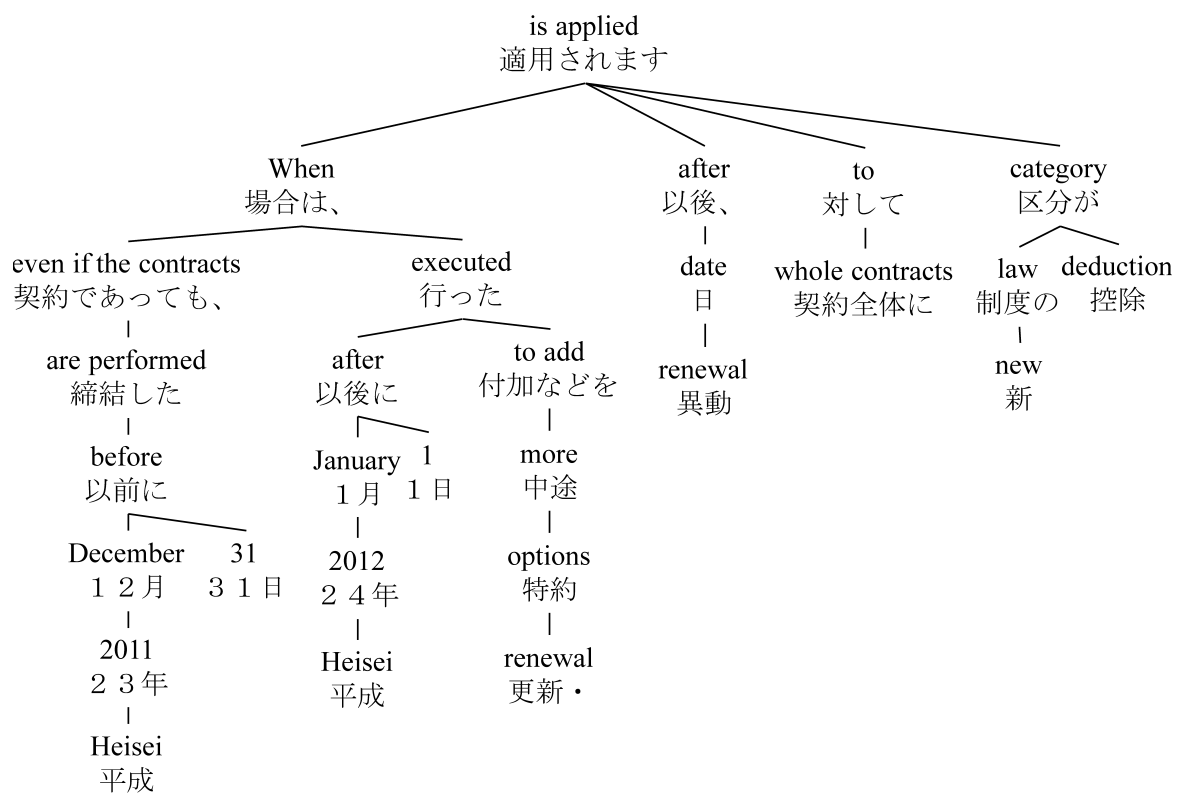 is applied
適用されます
When
場合は、
after
以後、
to
対して
category
区分が
even if the contracts
契約であっても、
executed
行った
date
日
whole contracts
契約全体に
law
制度の
deduction
控除
are performed
締結した
after
以後に
to add
付加などを
renewal
異動
new
新
before
以前に
January
１月
1
１日
more
中途
December
１２月
31
３１日
2012
２４年
options
特約
2011
２３年
Heisei
平成
renewal
更新・
Heisei
平成